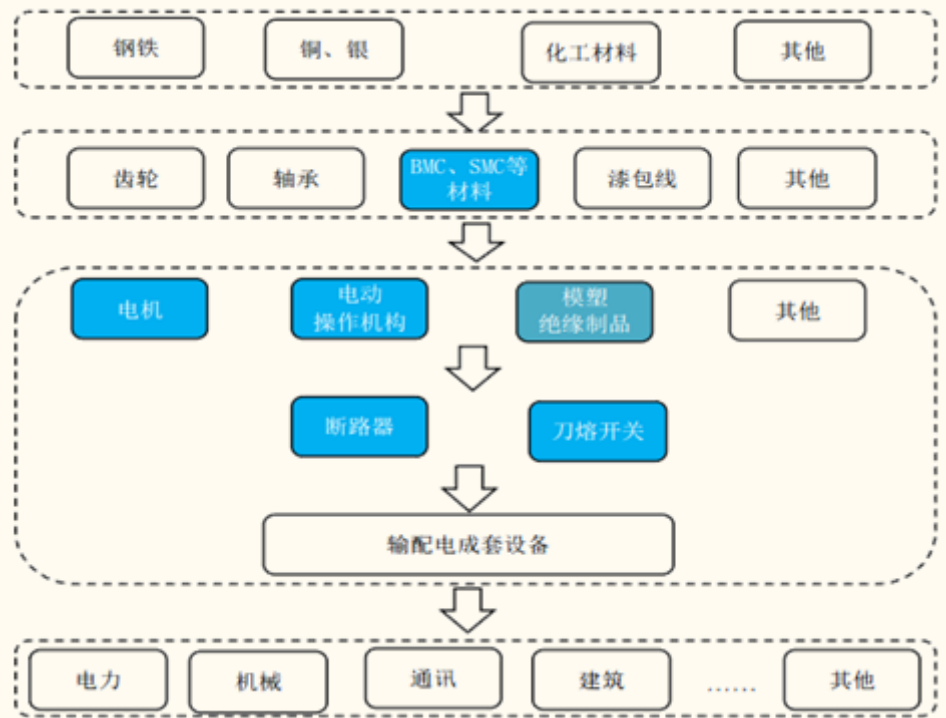 钢铁
铜、银
化工材料
其他
齿轮
轴承
BMC、SMC等
材料
漆包线
其他
电机
电动
操作机构
模塑
绝缘制品
其他
断路器
刀熔开关
输配电成套设备
电力
机械
通讯
建筑
……
其他